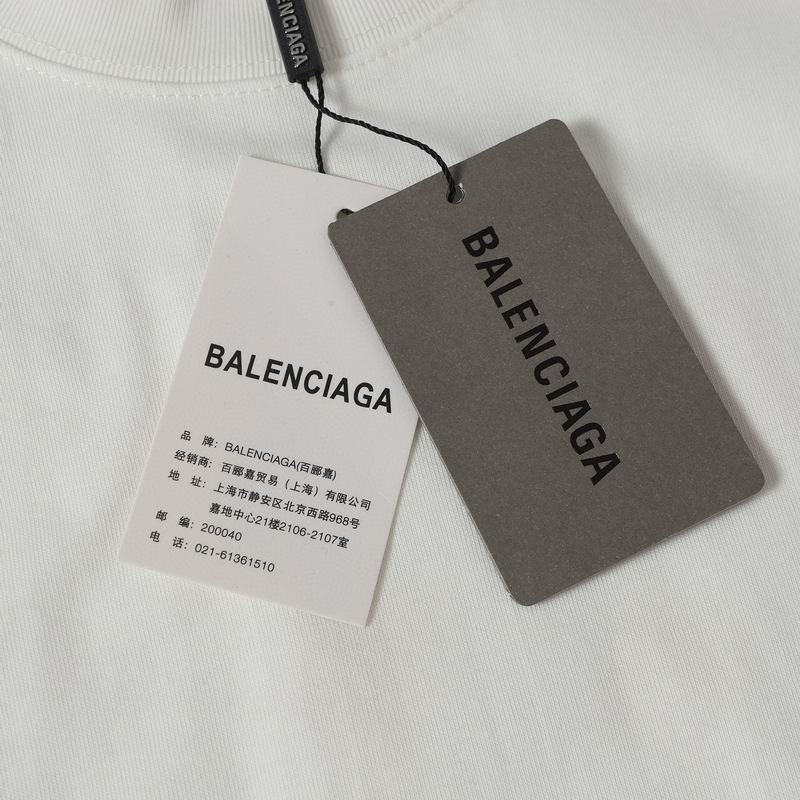 ENCIAGA
BALENCIAGA
品 牌：BALENCIAGA(百郦嘉)
经销商：百郦嘉贸易（上海）有限公司
地 址：上海市静安区北京西路968号
嘉地中心21楼2106-2107室
邮 编：200040
电 话：021-61361510
BALENCIAGA